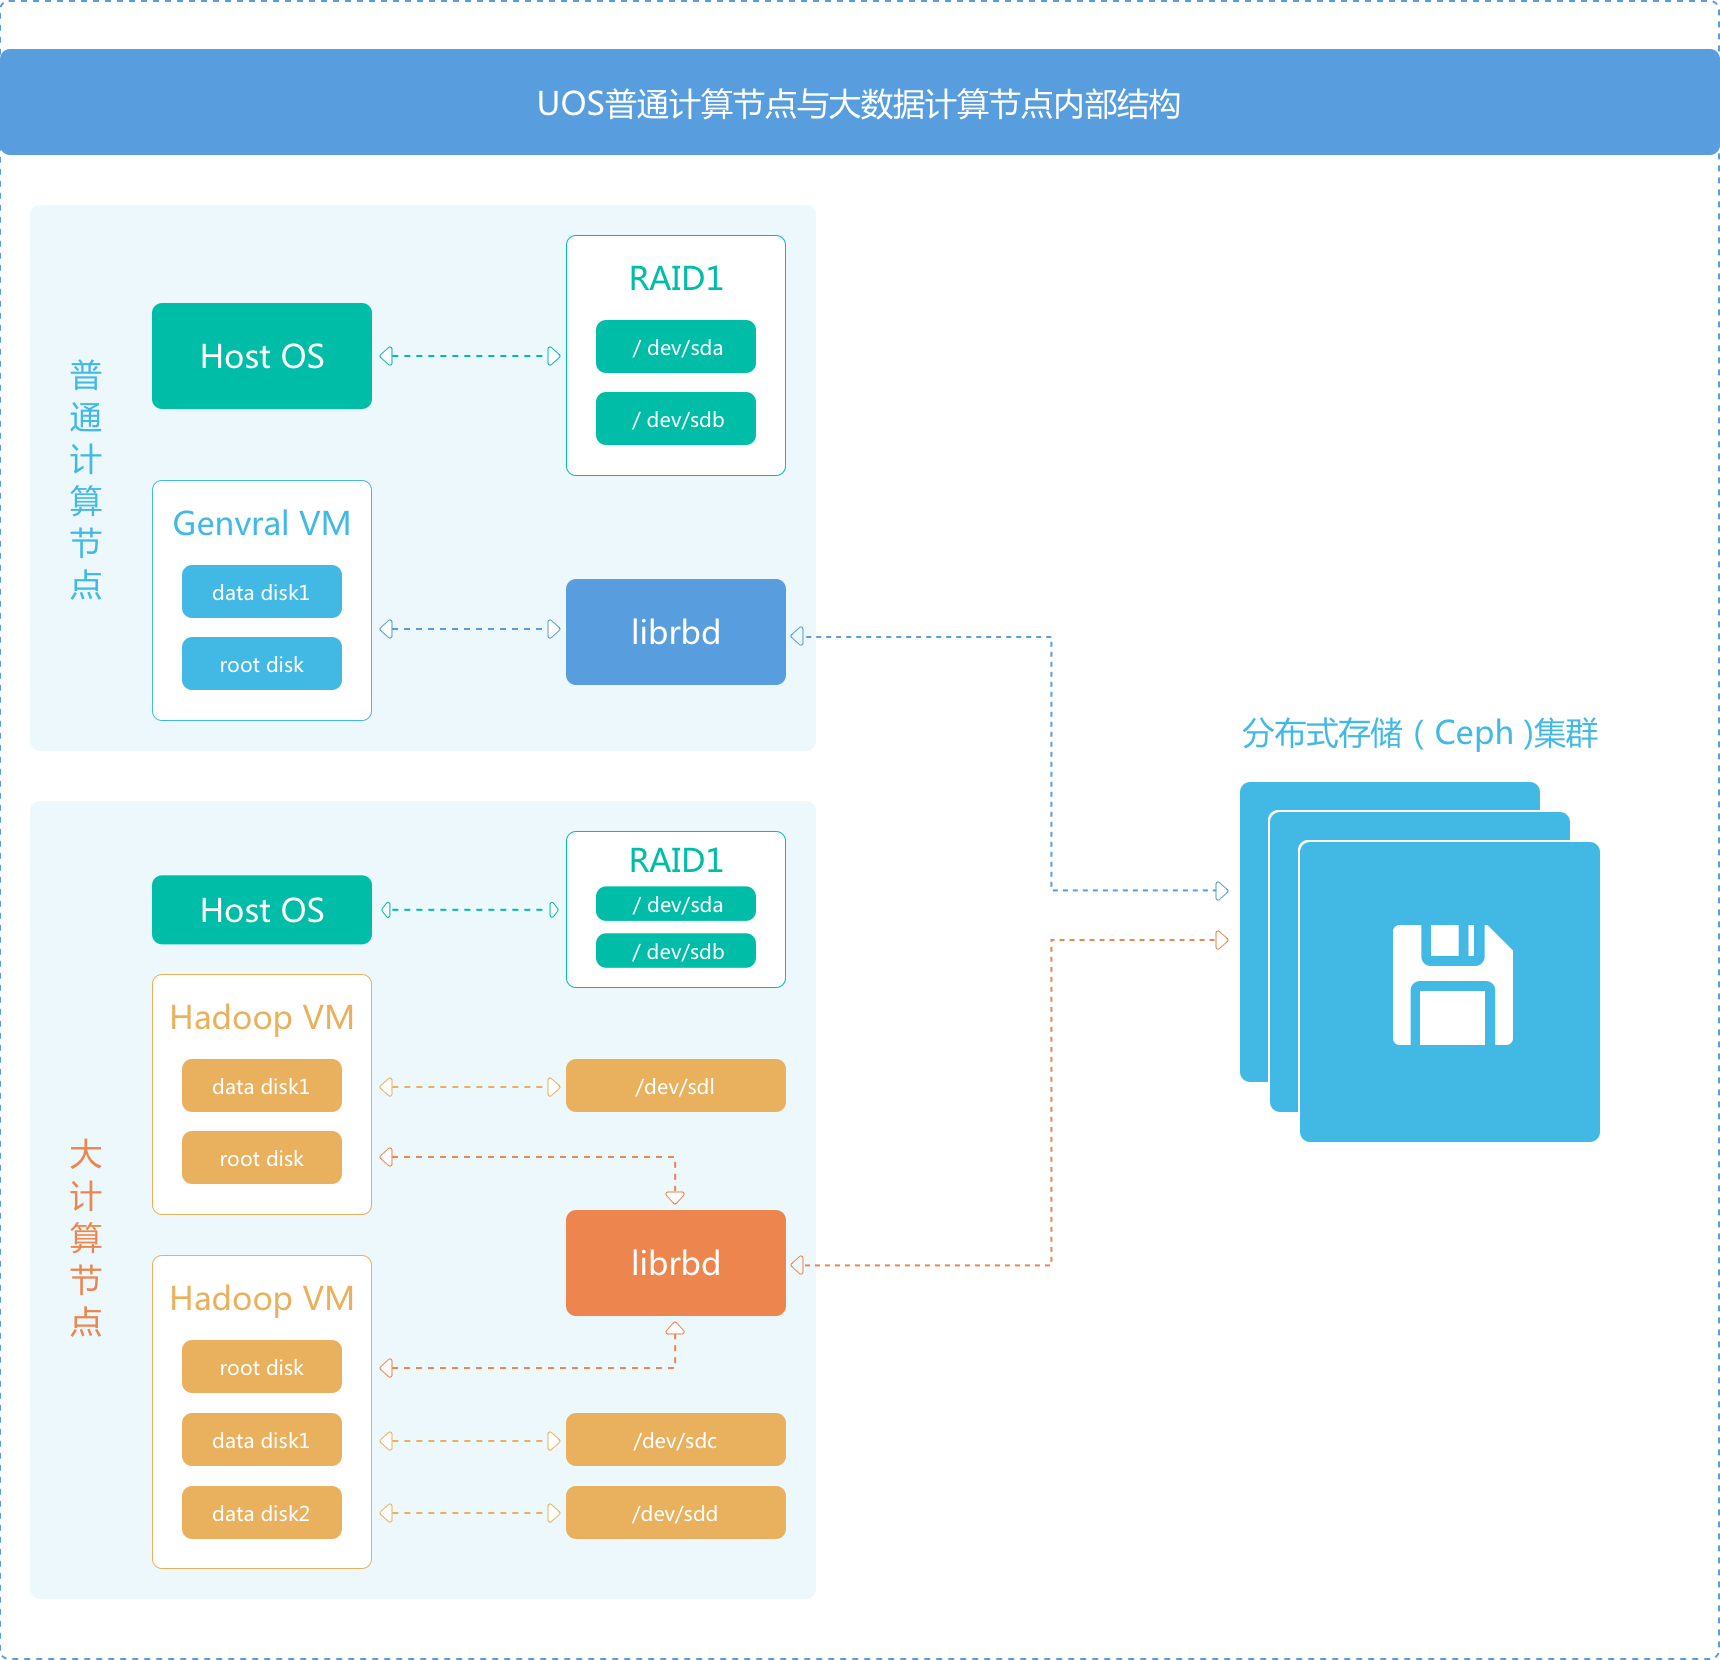 UOS普通计算节点与大数据计算节点内部结构
普通计算节点
Host OS
RAID1
/ dev/sda
/ dev/sdb
Genvral VM
data disk1
root disk
librbd
分布式存储 ( Ceph )集群
大计算节点
Host OS
RAID1
/ dev/sda
/ dev/sdb
Hadoop VM
data disk1
/dev/sdl
root disk
librbd
Hadoop VM
root disk
data disk1
/dev/sdc
data disk2
/dev/sdd